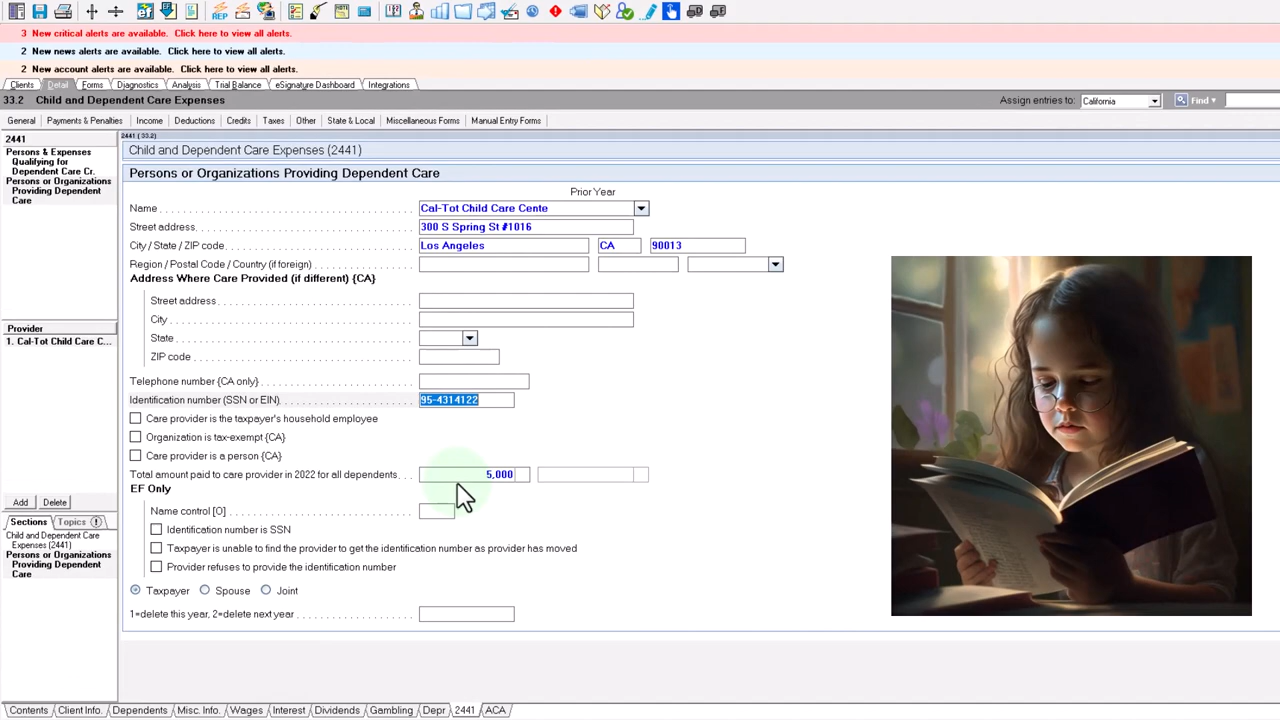 REP
3 New critical alerts are available. Click here to view all alerts.
2 New news alerts are available. Click here to view all alerts.
2 New account alerts are available. Click here to view all alerts.
Clients Detail Forms Diagnostics Analysis Trial Balance eSignature Dashboard Integrations
33.2 Child and Dependent Care Expenses Assign entries to: California Find
General Payments & Penalties Income Deductions Credits Taxes Other State & Local Miscellaneous Forms Manual Entry Forms
2441
Persons & Expenses
Qualifying for
Dependent Care Cr.
Persons or Organizations
Providing Dependent
Care
Provider
1. Cal-Tot Child Care C...
Add Delete
Sections Topics
Child and Dependent Care
Expenses (2441)
Persons or Organizations
Providing Dependent
Care
2441 ( 33.2)
Child and Dependent Care Expenses (2441)
Persons or Organizations Providing Dependent Care
Prior Year
Name Cal-Tot Child Care Cente
Street address 300 S Spring St #1016
City / State / ZIP code Los Angeles CA 90013
Region / Postal Code / Country (if foreign)
Address Where Care Provided (if different) {CA}
Street address
City
State
ZIP code
Telephone number {CA only}
Identification number (SSN or EIN) 95-4314122
Care provider is the taxpayer's household employee
Organization is tax-exempt {CA}
Care provider is a person {CA}
Total amount paid to care provider in 2022 for all dependents 5,000
EF Only
Name control [O]
Identification number is SSN
Taxpayer is unable to find the provider to get the identification number as provider has moved
Provider refuses to provide the identification number
Taxpayer Spouse Joint
1=delete this year, 2=delete next year
Contents Client Info. Dependents Misc. Info. Wages Interest Dividends Gambling Depr 2441 ACA